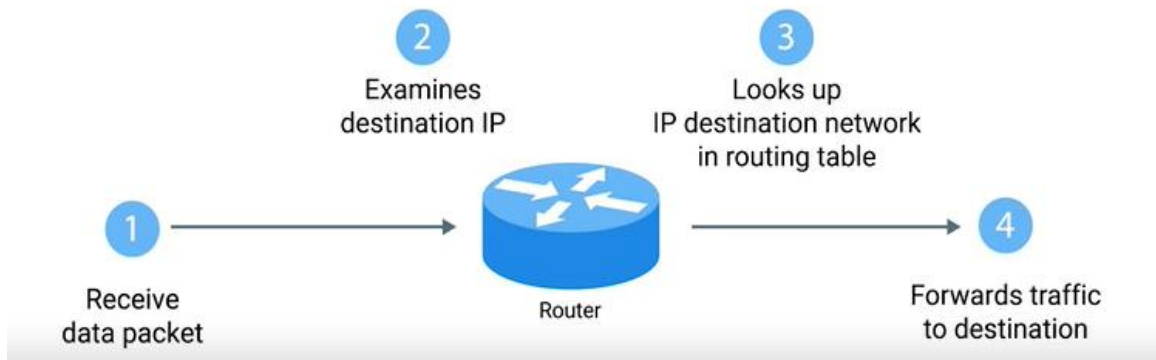 1
Receive
data packet
2
Examines
destination IP
Router
3
Looks up
IP destination network
in routing table
4
Forwards traffic
to destination